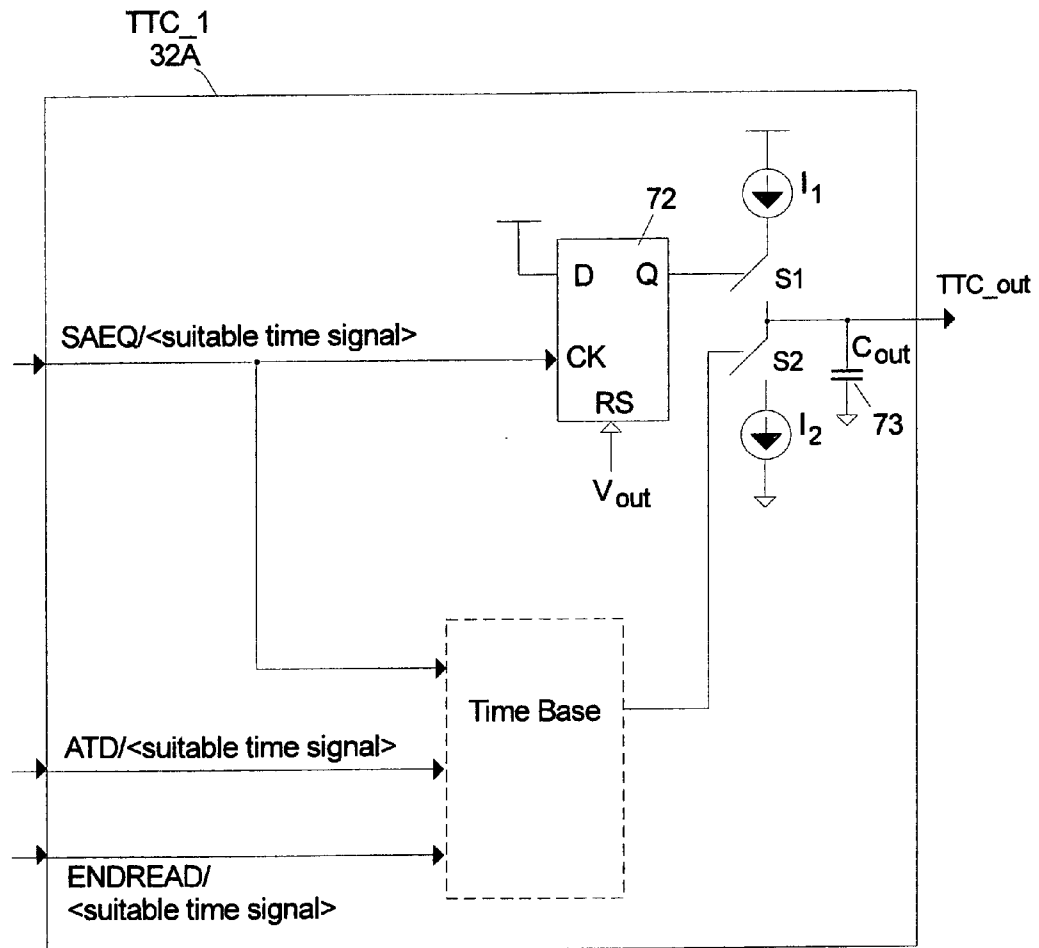 TTC_1
32A
I1
72
D Q
S1
TTC_out
SAEQ/<suitable time signal>
CK
S2
Cout
RS
I2
73
Vout
Time Base
ATD/<suitable time signal>
ENDREAD/
<suitable time signal>